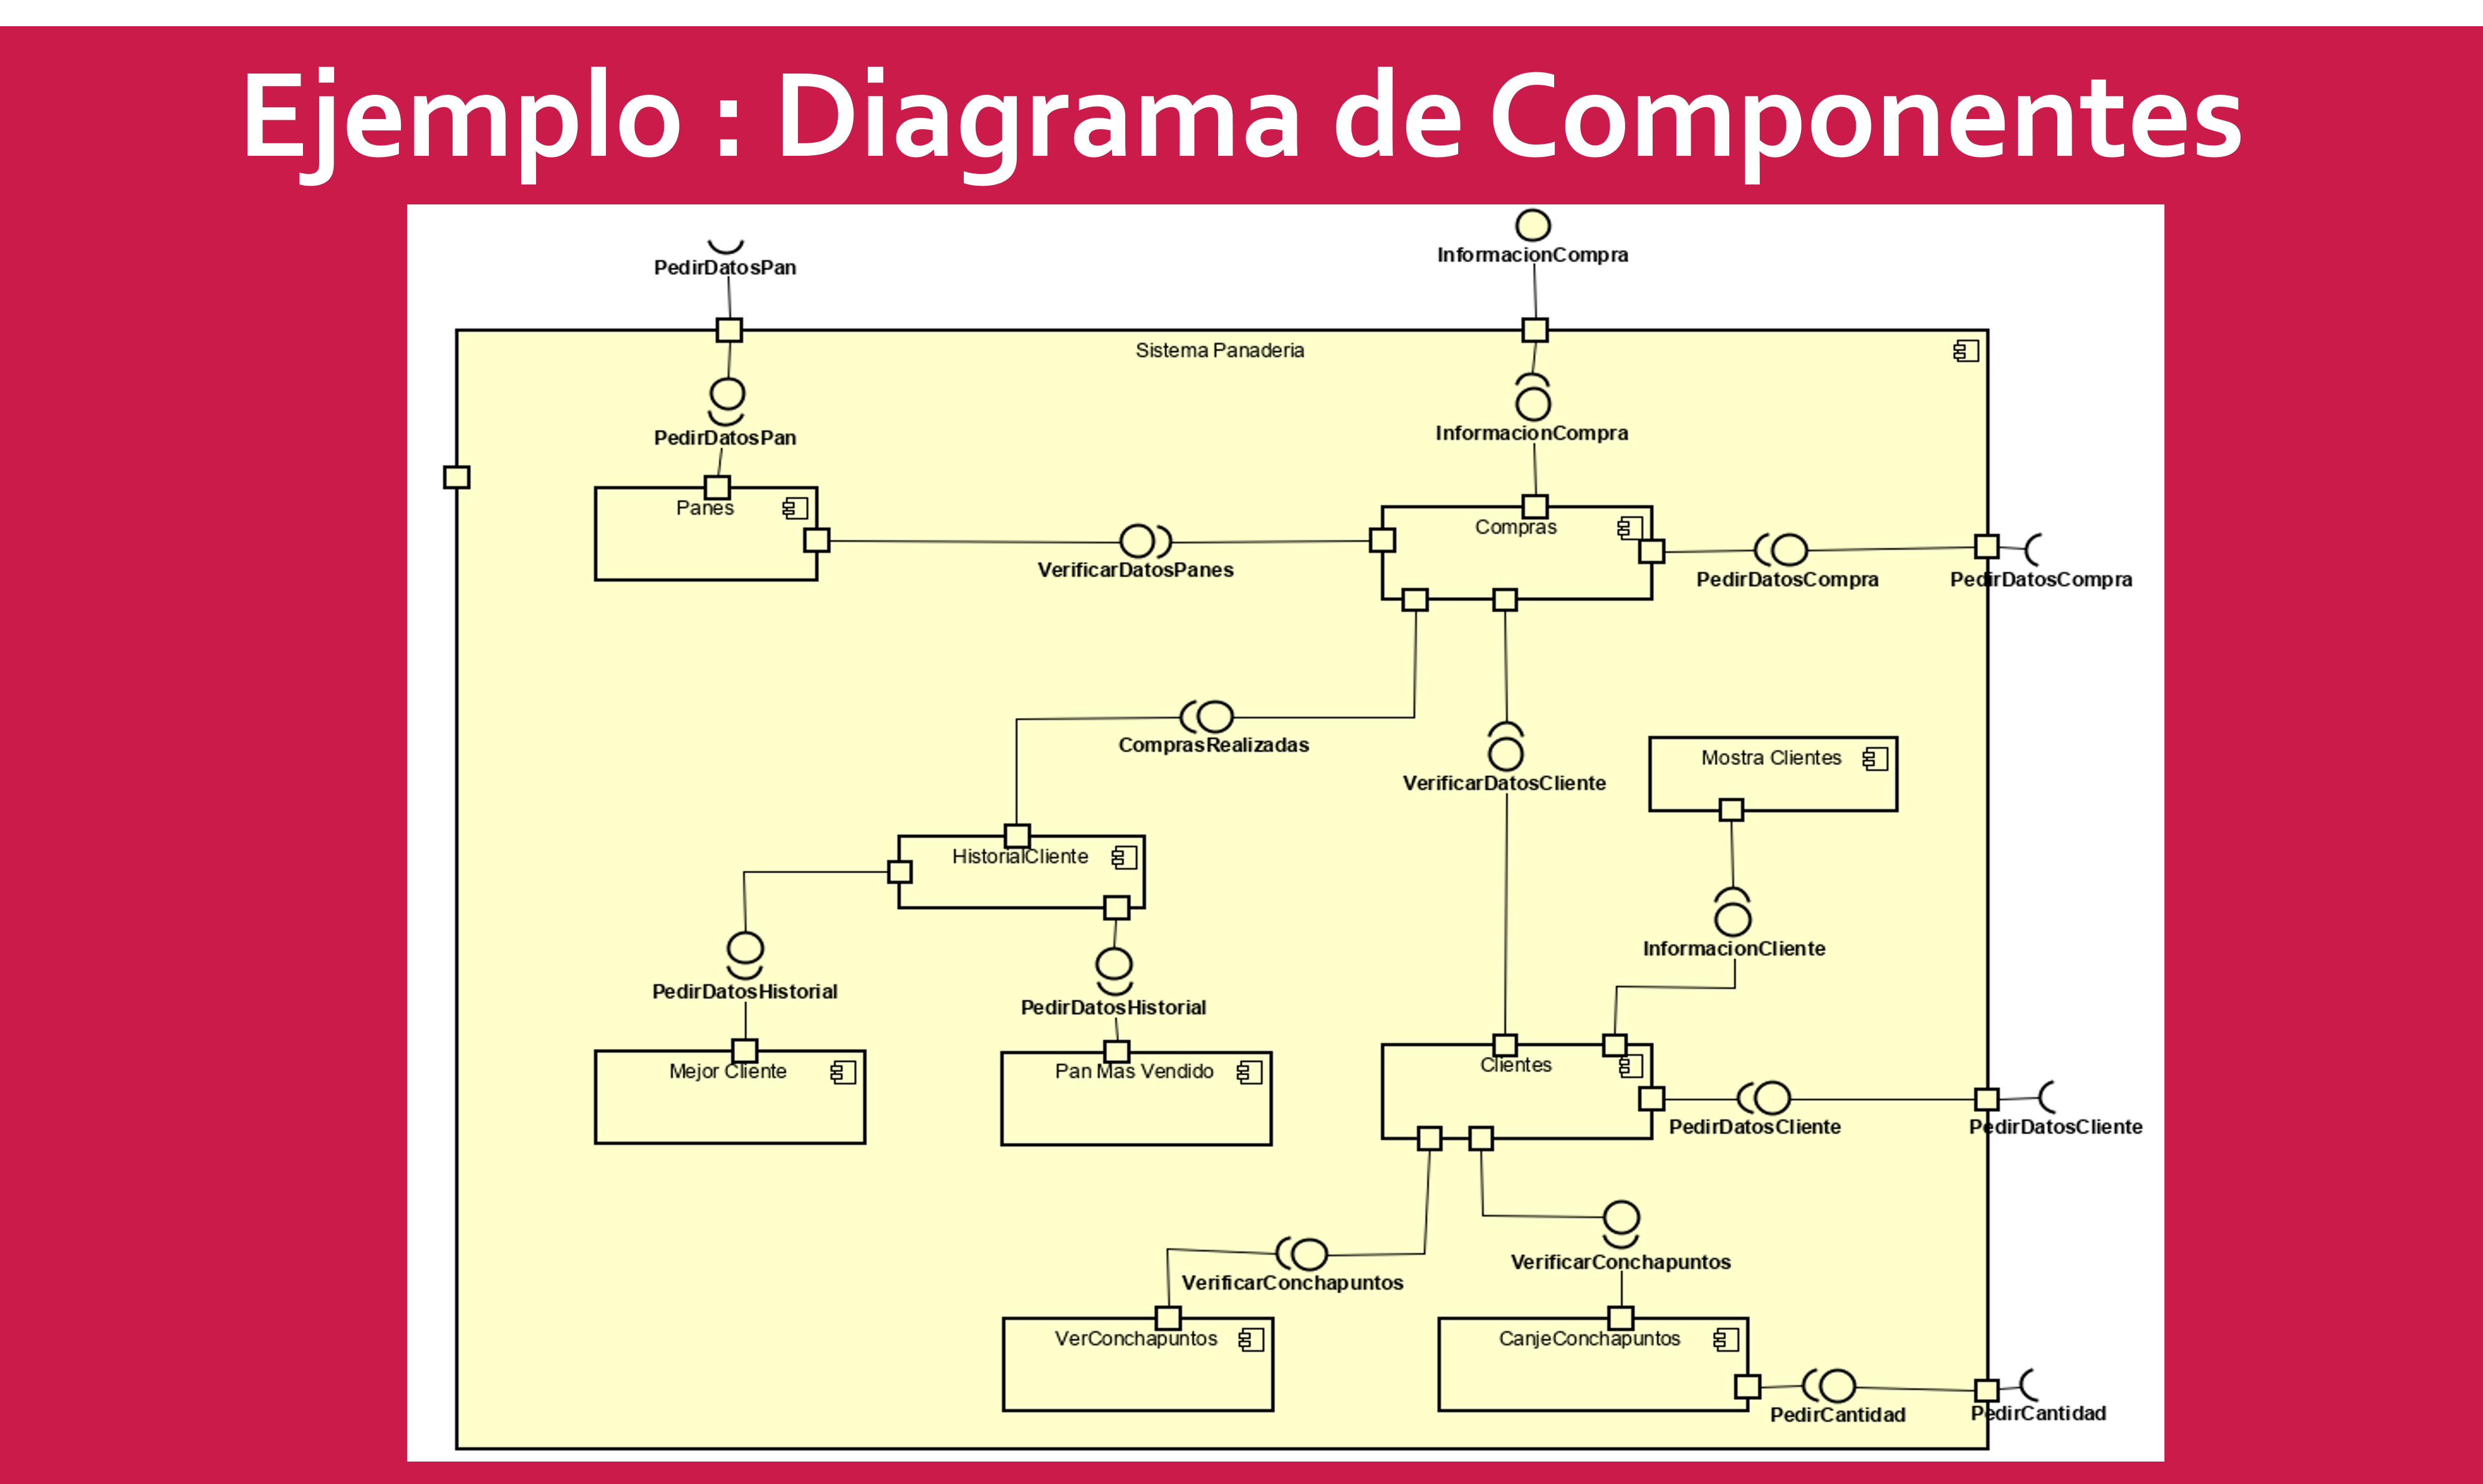 Ejemplo : Diagrama de Componentes
PedirDatosPan
InformacionCompra
Sistema Panaderia
PedirDatosPan
InformacionCompra
Panes
Compras
VerificarDatosPanes
PedirDatosCompra
PedirDatosCompra
ComprasRealizadas
VerificarDatosCliente
Mostra Clientes
HistorialCliente
InformacionCliente
PedirDatosHistorial
PedirDatosHistorial
Mejor Cliente
Pan Mas Vendido
Clientes
PedirDatosCliente
PedirDatosCliente
VerificarConchapuntos
VerificarConchapuntos
VerConchapuntos
CanjeConchapuntos
PedirCantidad
PedirCantidad